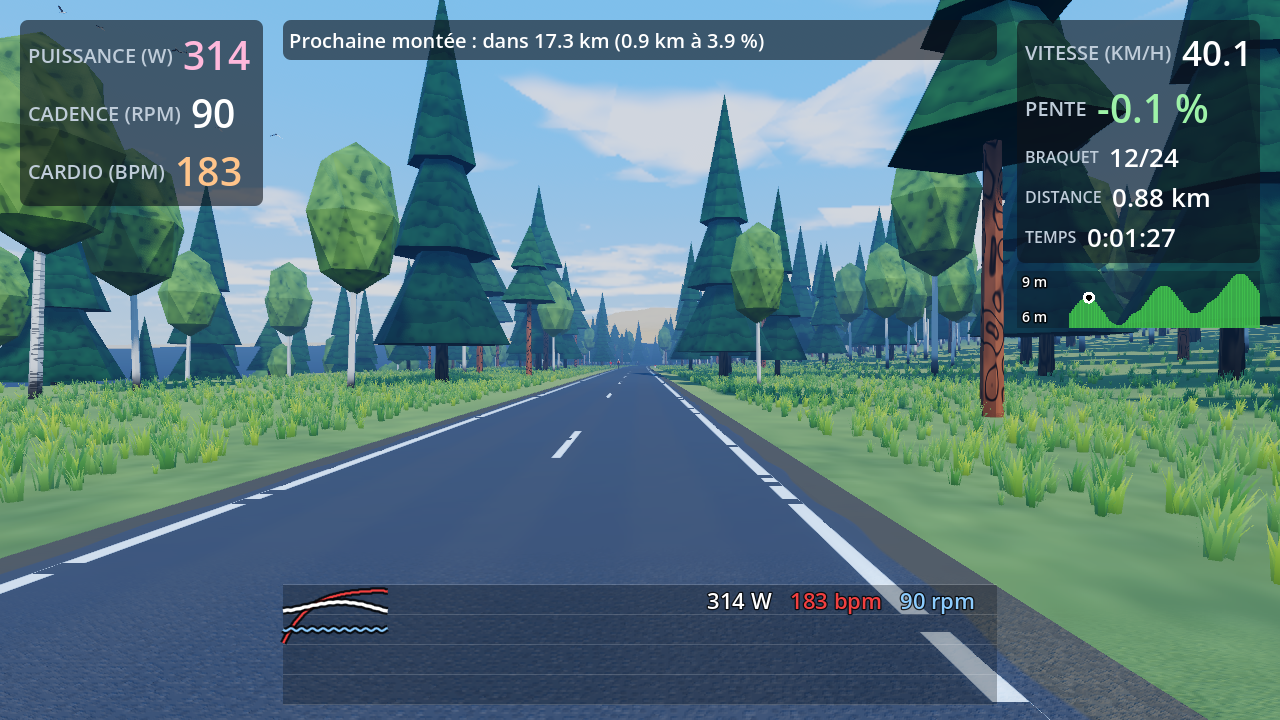 PUISSANCE (W) 314
CADENCE (RPM) 90
CARDIO (BPM) 183
Prochaine montée : dans 17.3 km (0.9 km à 3.9 %)
VITESSE (KM/H) 40.1
PENTE -0.1 %
BRAQUET 12/24
DISTANCE 0.88 km
TEMPS 0:01:27
9 m
6 m
314 W 183 bpm 90 rpm